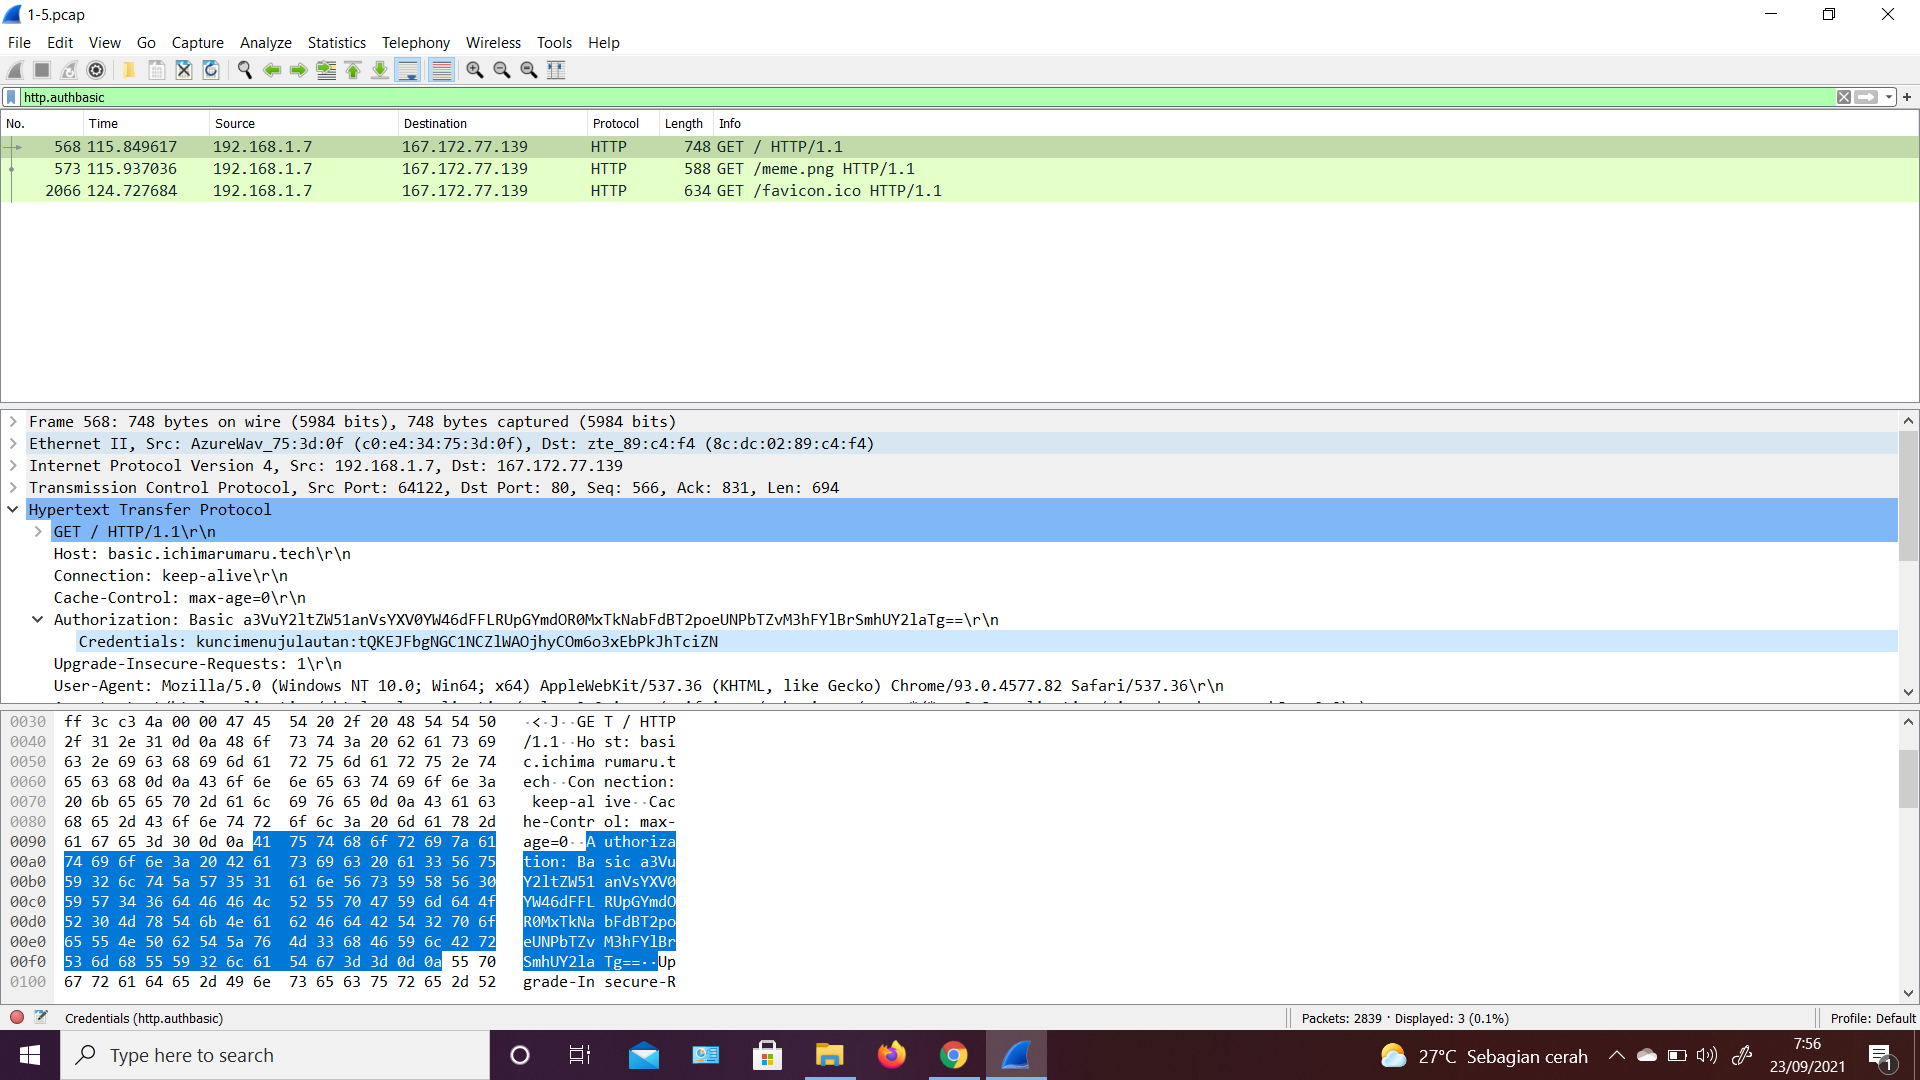 1-5.pcap
File Edit View Go Capture Analyze Statistics Telephony Wireless Tools Help
http.authbasic
No. Time Source Destination Protocol Length Info
568 115.849617 192.168.1.7 167.172.77.139 HTTP 748 GET / HTTP/1.1
573 115.937036 192.168.1.7 167.172.77.139 HTTP 588 GET /meme.png HTTP/1.1
2066 124.727684 192.168.1.7 167.172.77.139 HTTP 634 GET /favicon.ico HTTP/1.1
Frame 568: 748 bytes on wire (5984 bits), 748 bytes captured (5984 bits)
Ethernet II, Src: AzureWav_75:3d:0f (c0:e4:34:75:3d:0f), Dst: zte_89:c4:f4 (8c:dc:02:89:c4:f4)
Internet Protocol Version 4, Src: 192.168.1.7, Dst: 167.172.77.139
Transmission Control Protocol, Src Port: 64122, Dst Port: 80, Seq: 566, Ack: 831, Len: 694
Hypertext Transfer Protocol
GET / HTTP/1.1\r\n
Host: basic.ichimarumaru.tech\r\n
Connection: keep-alive\r\n
Cache-Control: max-age=0\r\n
Authorization: Basic a3VuY2ltZW51anVsYXV0YW46dFFLRUpGYmdOR0MxTkNabFdBT2poeUNPbTZvM3hFYlBrSmhUY2laTg==\r\n
Credentials: kuncimenujulautan:tQKEJFbgNGC1NCZlWAOjhyCOm6o3xEbPkJhTciZN
Upgrade-Insecure-Requests: 1\r\n
User-Agent: Mozilla/5.0 (Windows NT 10.0; Win64; x64) AppleWebKit/537.36 (KHTML, like Gecko) Chrome/93.0.4577.82 Safari/537.36\r\n
0030 ff 3c c3 4a 00 00 47 45 54 20 2f 20 48 54 54 50 ·<·J··GE T / HTTP
0040 2f 31 2e 31 0d 0a 48 6f 73 74 3a 20 62 61 73 69 /1.1··Ho st: basi
0050 63 2e 69 63 68 69 6d 61 72 75 6d 61 72 75 2e 74 c.ichima rumaru.t
0060 65 63 68 0d 0a 43 6f 6e 6e 65 63 74 69 6f 6e 3a ech··Con nection:
0070 20 6b 65 65 70 2d 61 6c 69 76 65 0d 0a 43 61 63 keep-al ive··Cac
0080 68 65 2d 43 6f 6e 74 72 6f 6c 3a 20 6d 61 78 2d he-Contr ol: max-
0090 61 67 65 3d 30 0d 0a 41 75 74 68 6f 72 69 7a 61 age=0··A uthoriza
00a0 74 69 6f 6e 3a 20 42 61 73 69 63 20 61 33 56 75 tion: Ba sic a3Vu
00b0 59 32 6c 74 5a 57 35 31 61 6e 56 73 59 58 56 30 Y2ltZW51 anVsYXV0
00c0 59 57 34 36 64 46 46 4c 52 55 70 47 59 6d 64 4f YW46dFFL RUpGYmdO
00d0 52 30 4d 78 54 6b 4e 61 62 46 64 42 54 32 70 6f R0MxTkNa bFdBT2po
00e0 65 55 4e 50 62 54 5a 76 4d 33 68 46 59 6c 42 72 eUNPbTZv M3hFYlBr
00f0 53 6d 68 55 59 32 6c 61 54 67 3d 3d 0d 0a 55 70 SmhUY2la Tg==··Up
0100 67 72 61 64 65 2d 49 6e 73 65 63 75 72 65 2d 52 grade-In secure-R
Credentials (http.authbasic) Packets: 2839 · Displayed: 3 (0.1%) Profile: Default
Type here to search 27°C Sebagian cerah 7:56
23/09/2021 1